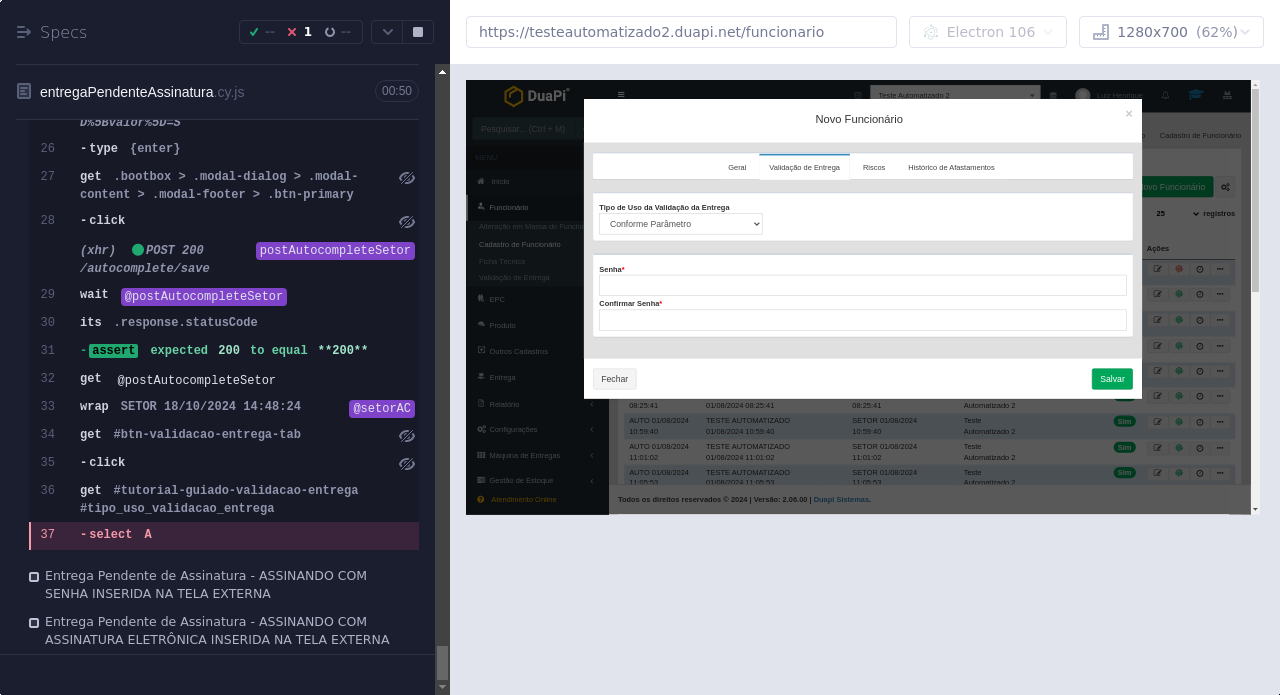 Specs
-- 1 --
https://testeautomatizado2.duapi.net/funcionario
Electron 106
1280x700 (62%)
entregaPendenteAssinatura.cy.js
00:50
D%5Bvalor%5D=S
26 -type {enter}
27 get .bootbox > .modal-dialog > .modal-
content > .modal-footer > .btn-primary
28 -click
(xhr) POST 200 postAutocompleteSetor
/autocomplete/save
29 wait @postAutocompleteSetor
30 its .response.statusCode
31 -assert expected 200 to equal **200**
32 get @postAutocompleteSetor
33 wrap SETOR 18/10/2024 14:48:24 @setorAC
34 get #btn-validacao-entrega-tab
35 -click
36 get #tutorial-guiado-validacao-entrega
#tipo_uso_validacao_entrega
37 -select A
Entrega Pendente de Assinatura - ASSINANDO COM
SENHA INSERIDA NA TELA EXTERNA
Entrega Pendente de Assinatura - ASSINANDO COM
ASSINATURA ELETRÔNICA INSERIDA NA TELA EXTERNA
DuaPi
Teste Automatizado 2
Luiz Henrique
Pesquisar... (Ctrl + M)
MENU
Início
Funcionário
Alteração em Massa de
Cadastro de Funcionário
Ficha Técnica
Validação de Entrega
EPC
Produto
Outros Cadastros
Entrega
Relatório
Configurações
Máquina de Entregas
Gestão de Estoque
Atendimento Online
Novo Funcionário
×
Geral
Validação de Entrega
Riscos
Histórico de Afastamentos
Tipo de Uso da Validação da Entrega
Conforme Parâmetro
Senha*
Confirmar Senha*
Fechar
Salvar
Cadastro de Funcionário
Novo Funcionário
25 registros
Ações
08:25:41 01/08/2024 08:25:41 08:25:41 Automatizado 2
AUTO 01/08/2024 TESTE AUTOMATIZADO SETOR 01/08/2024 Teste Sim
10:59:40 01/08/2024 10:59:40 10:59:40 Automatizado 2
AUTO 01/08/2024 TESTE AUTOMATIZADO SETOR 01/08/2024 Teste Sim
11:01:02 01/08/2024 11:01:02 11:01:02 Automatizado 2
AUTO 01/08/2024 TESTE AUTOMATIZADO SETOR 01/08/2024 Teste Sim
11:05:53 01/08/2024 11:05:53 11:05:53 Automatizado 2
Todos os direitos reservados © 2024 | Versão: 2.06.00 | Duapi Sistemas.